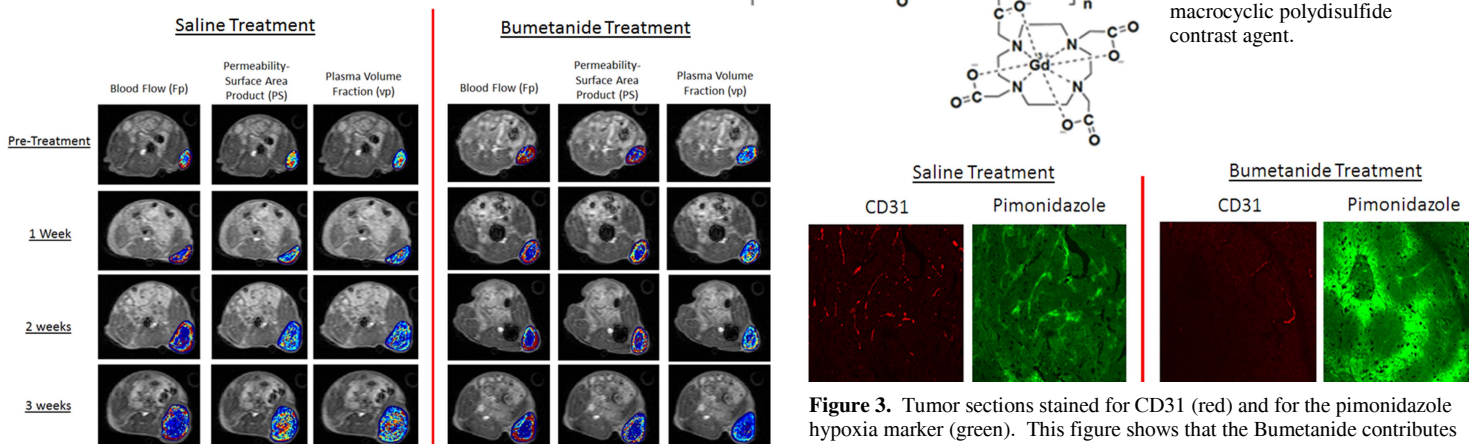 Saline Treatment
Bumetanide Treatment
Blood Flow (Fp)
Permeability-
Surface Area
Product (PS)
Plasma Volume
Fraction (vp)
Blood Flow (Fp)
Permeability-
Surface Area
Product (PS)
Plasma Volume
Fraction (vp)
Pre-Treatment
1 Week
2 weeks
3 weeks
O
n
C
O
O⁻
N
N
N
N
Gd
3+
C
O
O⁻
O
C
O⁻
O⁻
C
O
macrocyclic polydisulfide
contrast agent.
Saline Treatment
Bumetanide Treatment
CD31
Pimonidazole
CD31
Pimonidazole
Figure 3. Tumor sections stained for CD31 (red) and for the pimonidazole
hypoxia marker (green). This figure shows that the Bumetanide contributes